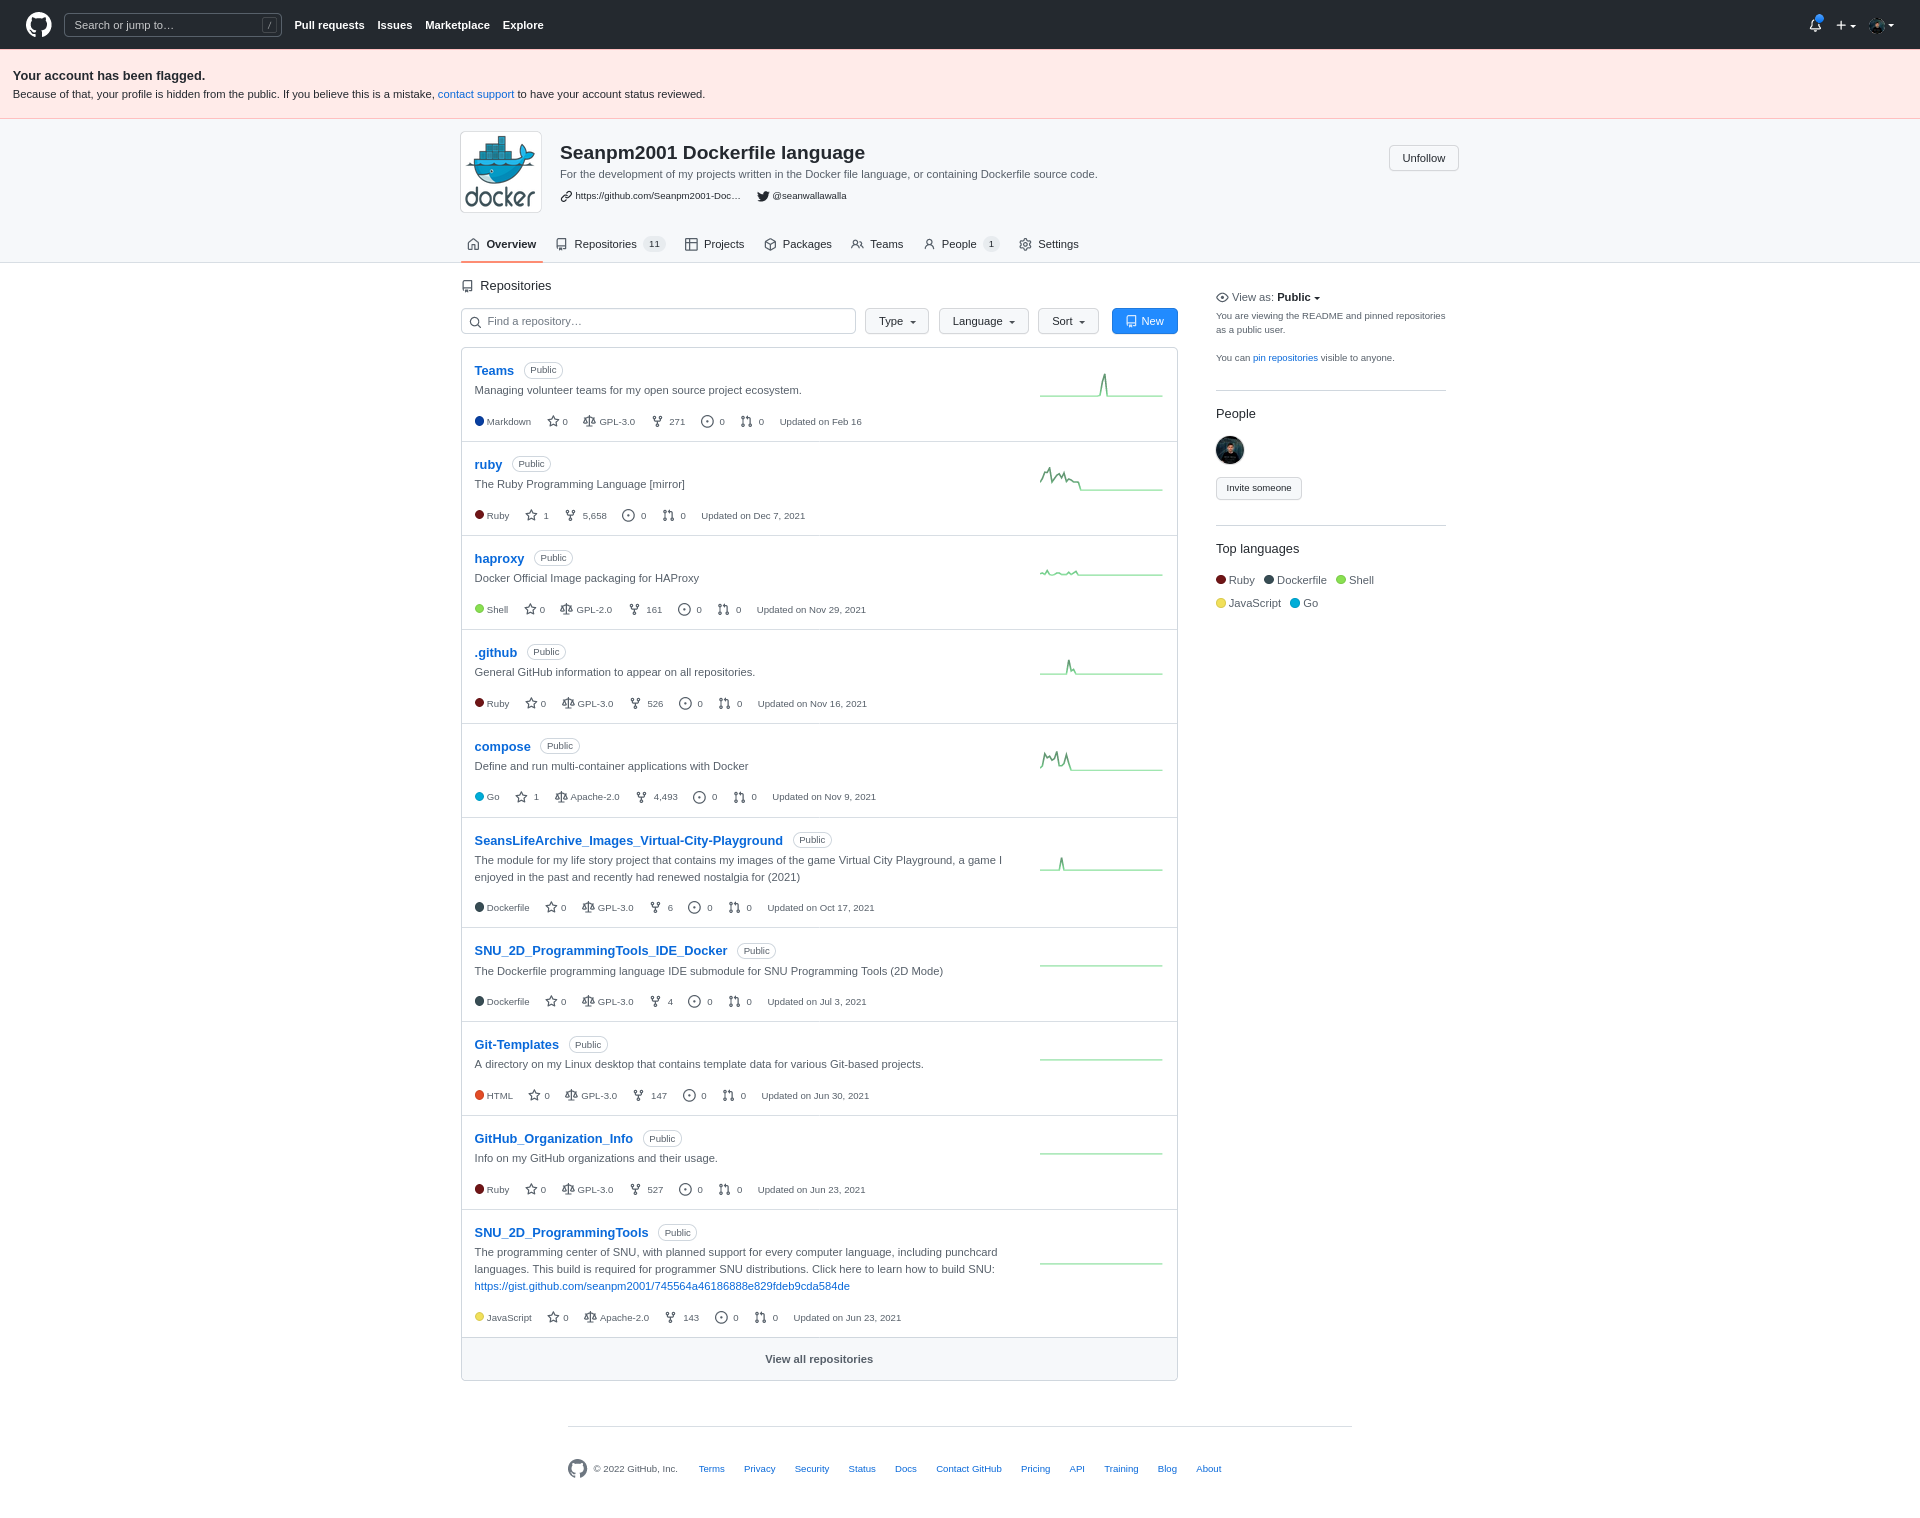 Search or jump to… /
Pull requests Issues Marketplace Explore
Your account has been flagged.
Because of that, your profile is hidden from the public. If you believe this is a mistake, contact support to have your account status reviewed.
docker
Seanpm2001 Dockerfile language
Unfollow
For the development of my projects written in the Docker file language, or containing Dockerfile source code.
https://github.com/Seanpm2001-Doc… @seanwallawalla
Overview Repositories 11 Projects Packages Teams People 1 Settings
Repositories
Find a repository… Type Language Sort New
Teams Public
Managing volunteer teams for my open source project ecosystem.
Markdown 0 GPL-3.0 271 0 0 Updated on Feb 16
ruby Public
The Ruby Programming Language [mirror]
Ruby 1 5,658 0 0 Updated on Dec 7, 2021
haproxy Public
Docker Official Image packaging for HAProxy
Shell 0 GPL-2.0 161 0 0 Updated on Nov 29, 2021
.github Public
General GitHub information to appear on all repositories.
Ruby 0 GPL-3.0 526 0 0 Updated on Nov 16, 2021
compose Public
Define and run multi-container applications with Docker
Go 1 Apache-2.0 4,493 0 0 Updated on Nov 9, 2021
SeansLifeArchive_Images_Virtual-City-Playground Public
The module for my life story project that contains my images of the game Virtual City Playground, a game I
enjoyed in the past and recently had renewed nostalgia for (2021)
Dockerfile 0 GPL-3.0 6 0 0 Updated on Oct 17, 2021
SNU_2D_ProgrammingTools_IDE_Docker Public
The Dockerfile programming language IDE submodule for SNU Programming Tools (2D Mode)
Dockerfile 0 GPL-3.0 4 0 0 Updated on Jul 3, 2021
Git-Templates Public
A directory on my Linux desktop that contains template data for various Git-based projects.
HTML 0 GPL-3.0 147 0 0 Updated on Jun 30, 2021
GitHub_Organization_Info Public
Info on my GitHub organizations and their usage.
Ruby 0 GPL-3.0 527 0 0 Updated on Jun 23, 2021
SNU_2D_ProgrammingTools Public
The programming center of SNU, with planned support for every computer language, including punchcard
languages. This build is required for programmer SNU distributions. Click here to learn how to build SNU:
https://gist.github.com/seanpm2001/745564a46186888e829fdeb9cda584de
JavaScript 0 Apache-2.0 143 0 0 Updated on Jun 23, 2021
View all repositories
View as: Public
You are viewing the README and pinned repositories
as a public user.
You can pin repositories visible to anyone.
People
Invite someone
Top languages
Ruby Dockerfile Shell
JavaScript Go
© 2022 GitHub, Inc. Terms Privacy Security Status Docs Contact GitHub Pricing API Training Blog About